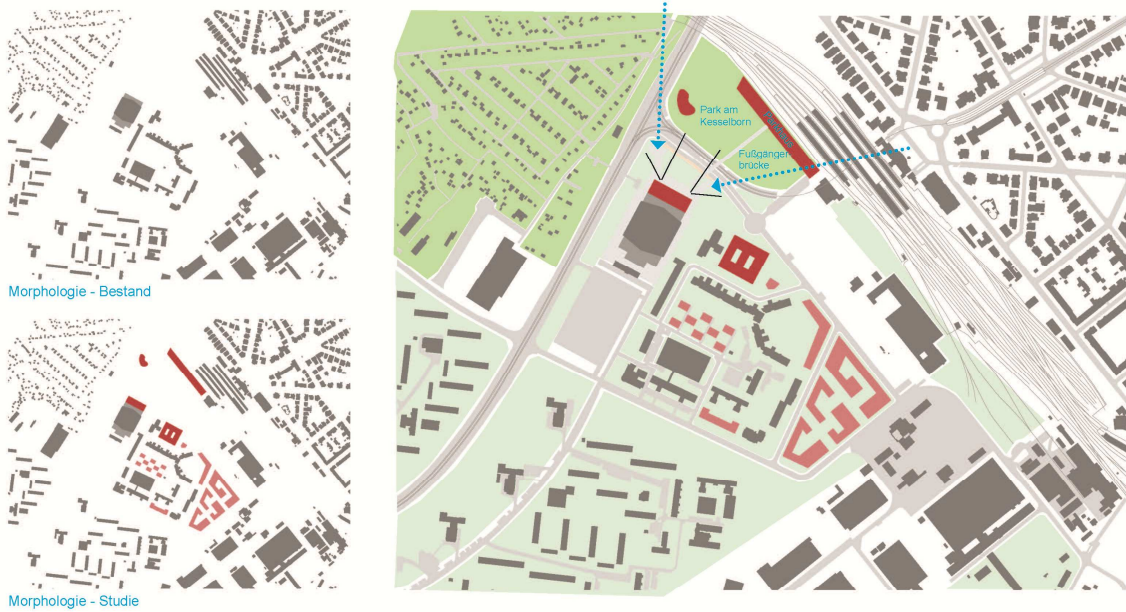 Morphologie - Bestand
Morphologie - Studie
Park am
Kesselborn
Fußgänger
brücke